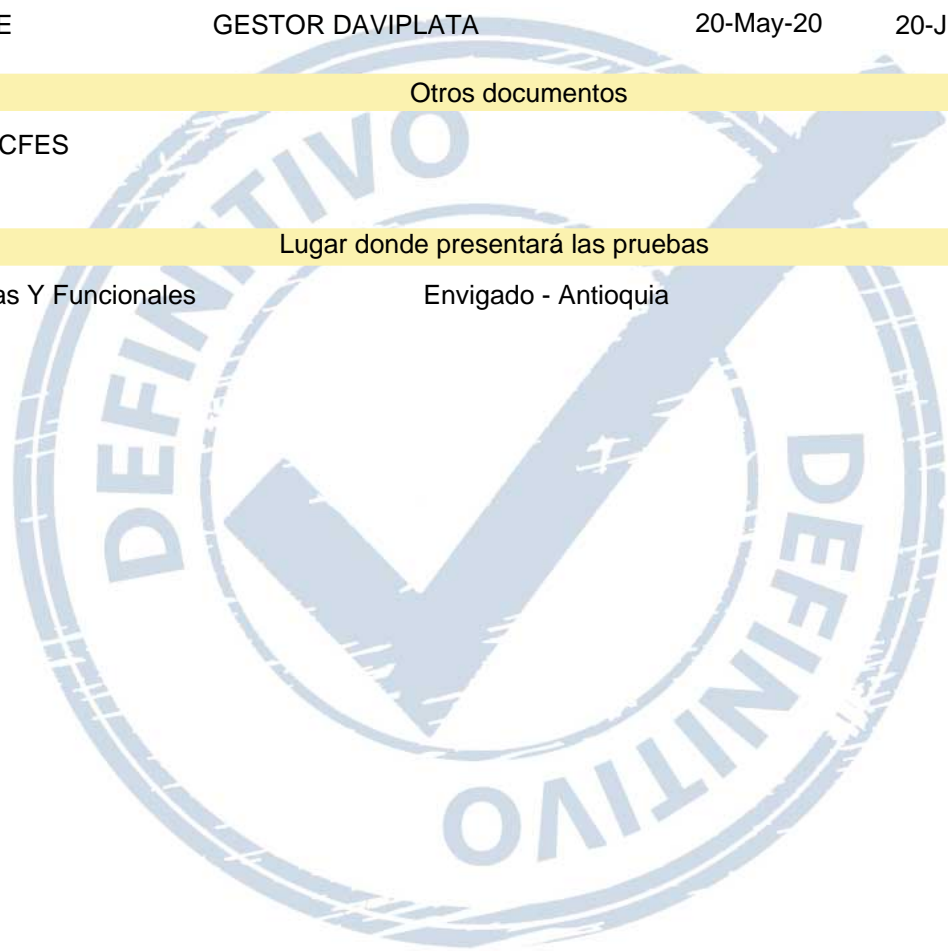 E GESTOR DAVIPLATA 20-May-20 20-J
Otros documentos
CFES
Lugar donde presentará las pruebas
as Y Funcionales Envigado - Antioquia
DEFINITIVO
DEFINITIVO